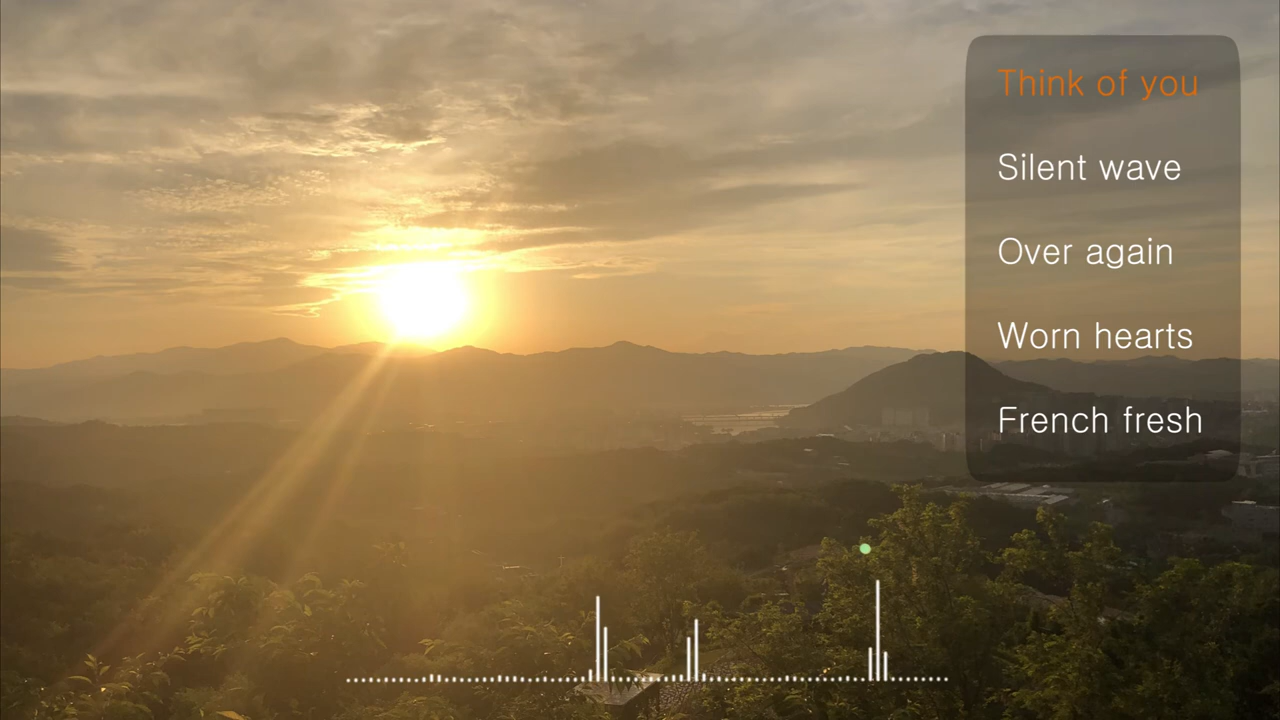 Think of you
Silent wave
Over again
Worn hearts
French fresh